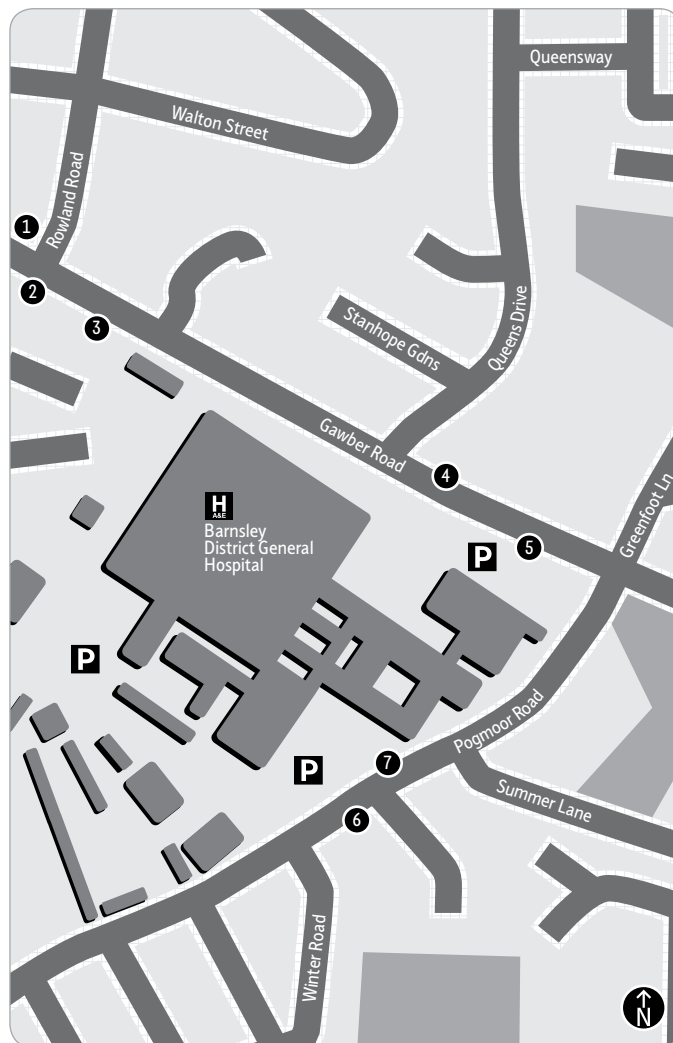 Queensway
Walton Street
Rowland Road
1
2
3
Stanhope Gdns
Queens Drive
Gawber Road
4
Greenfoot Ln
H
A&E
Barnsley
District General
Hospital
5
P
P
Pogmoor Road
7
P
Summer Lane
6
Winter Road
N